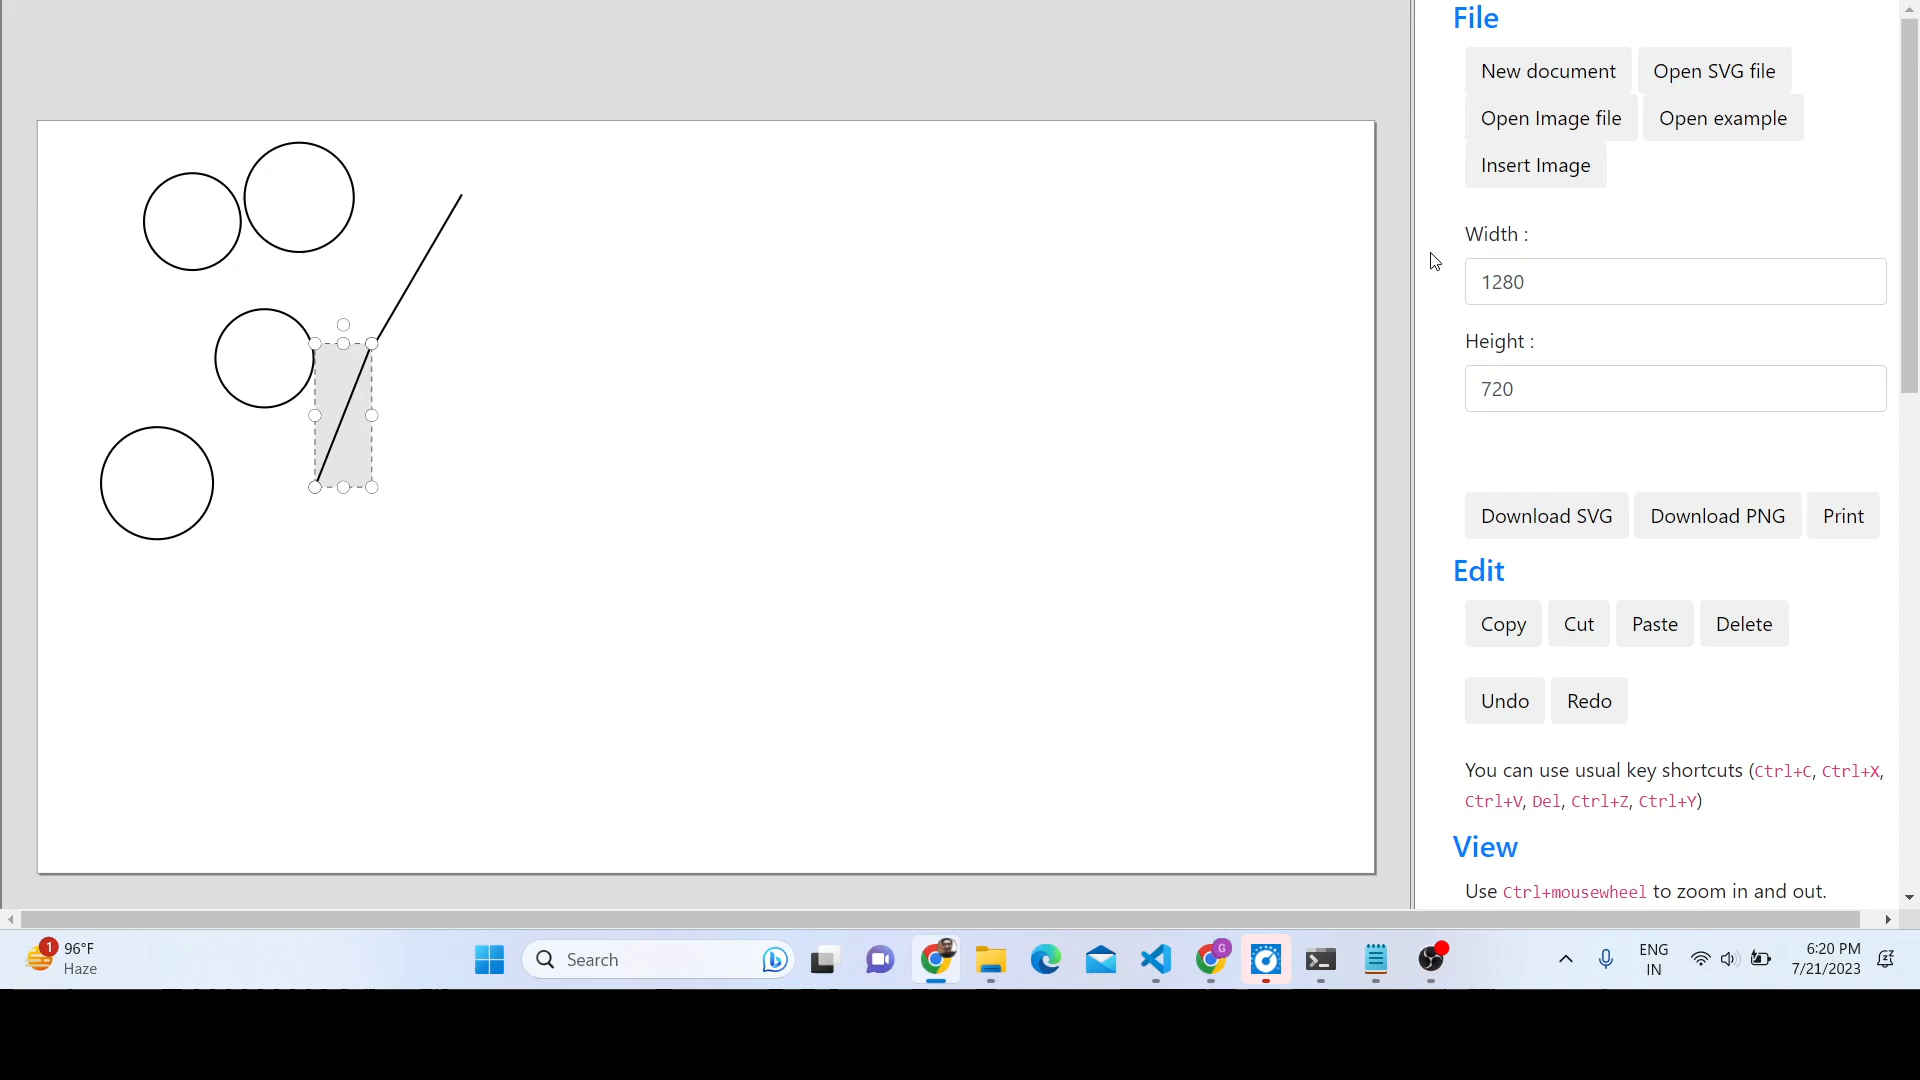 File
New document Open SVG file
Open Image file Open example
Insert Image
Width :
1280
Height :
720
Download SVG Download PNG Print
Edit
Copy Cut Paste Delete
Undo Redo
You can use usual key shortcuts (Ctrl+C, Ctrl+X,
Ctrl+V, Del, Ctrl+Z, Ctrl+Y)
View
Use Ctrl+mousewheel to zoom in and out.
1 96°F
Haze
Search
G
ENG
IN
6:20 PM
7/21/2023